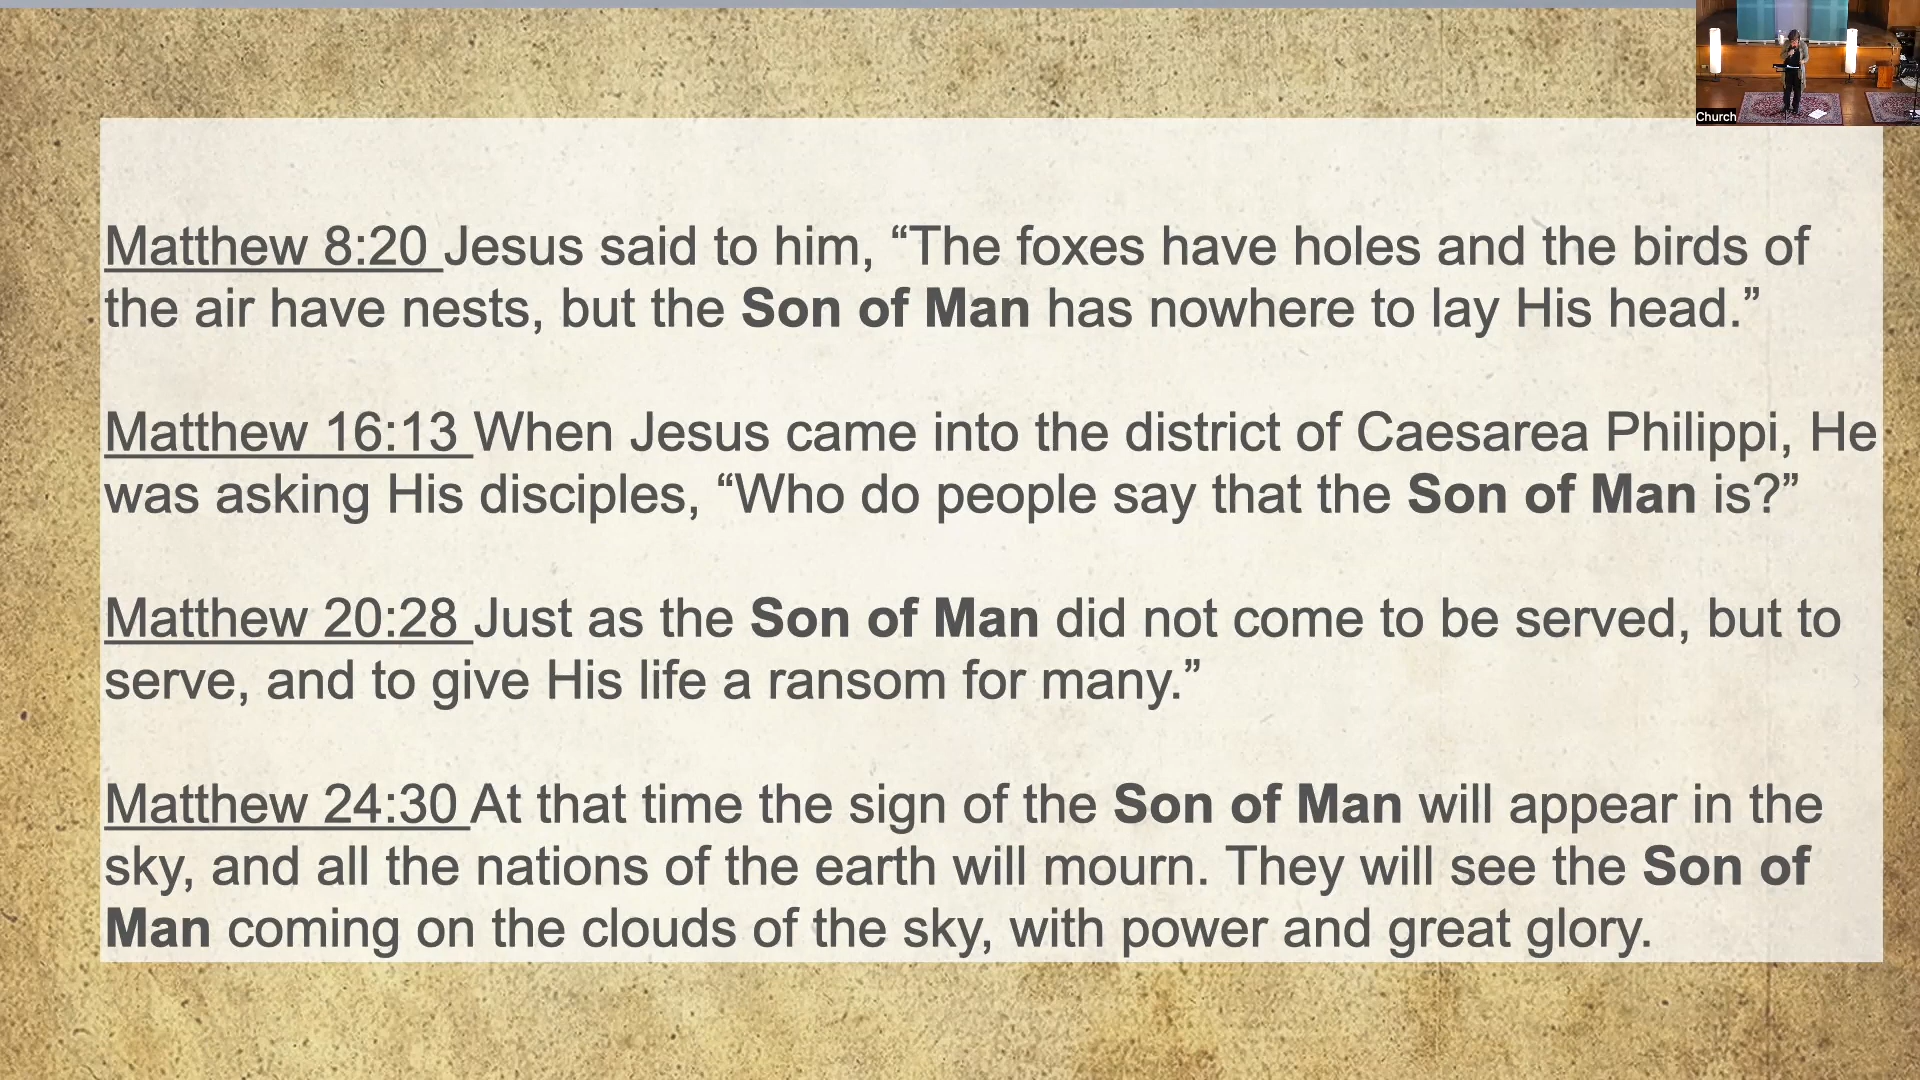 Church
Matthew 8:20 Jesus said to him, “The foxes have holes and the birds of
the air have nests, but the Son of Man has nowhere to lay His head.”
Matthew 16:13 When Jesus came into the district of Caesarea Philippi, He
was asking His disciples, “Who do people say that the Son of Man is?”
Matthew 20:28 Just as the Son of Man did not come to be served, but to
serve, and to give His life a ransom for many.”
Matthew 24:30 At that time the sign of the Son of Man will appear in the
sky, and all the nations of the earth will mourn. They will see the Son of
Man coming on the clouds of the sky, with power and great glory.